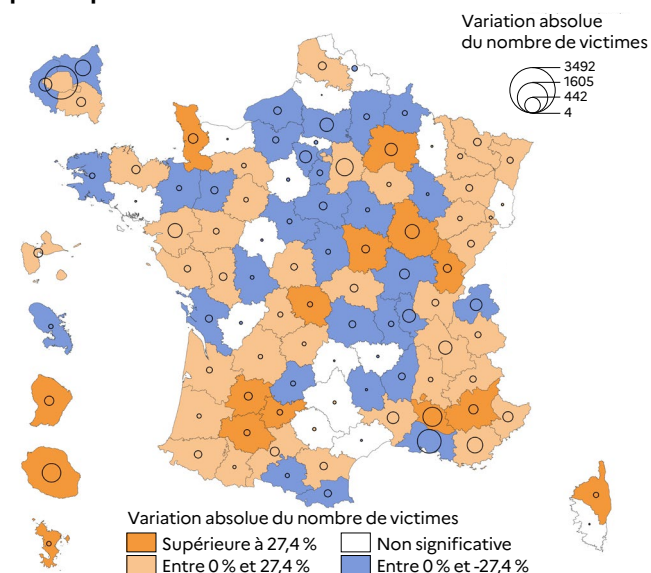 Variation absolue
du nombre de victimes
3492
1605
442
4
Variation absolue du nombre de victimes
Supérieure à 27,4 %
Non significative
Entre 0 % et 27,4 %
Entre 0 % et -27,4 %